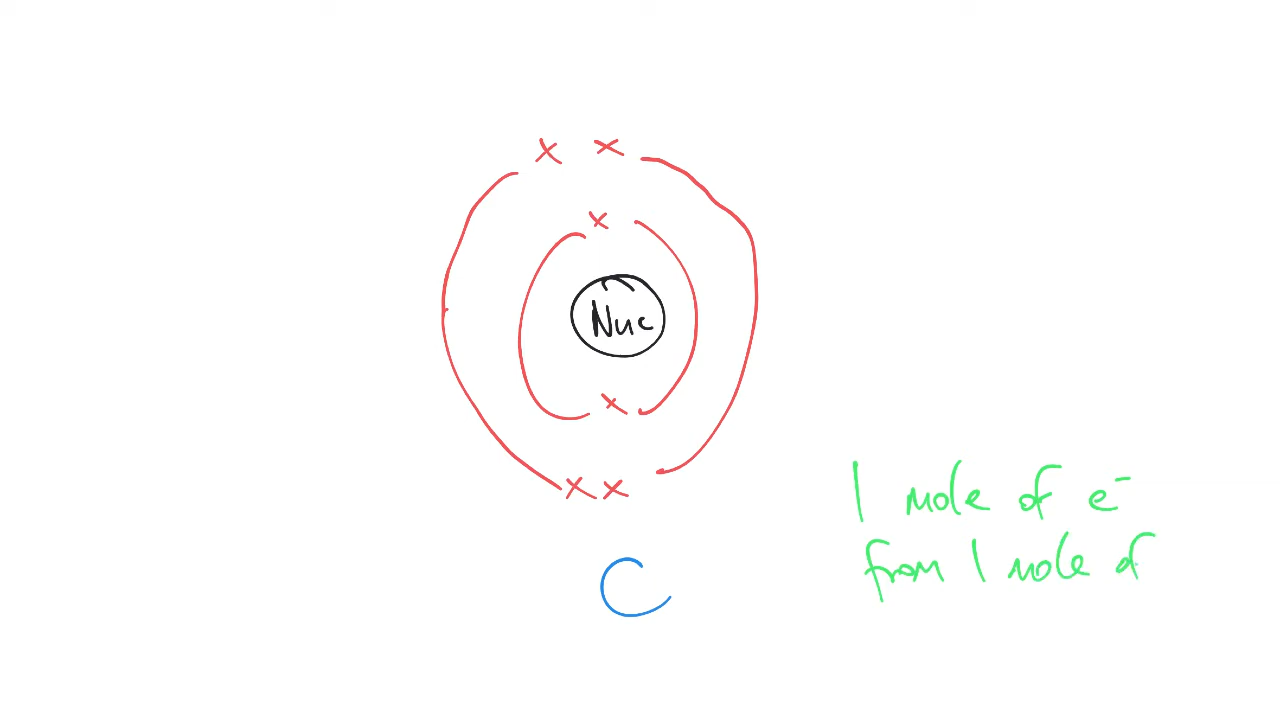 x x
x
Nuc
x
x x
C
1 mole of e⁻
from 1 mole of